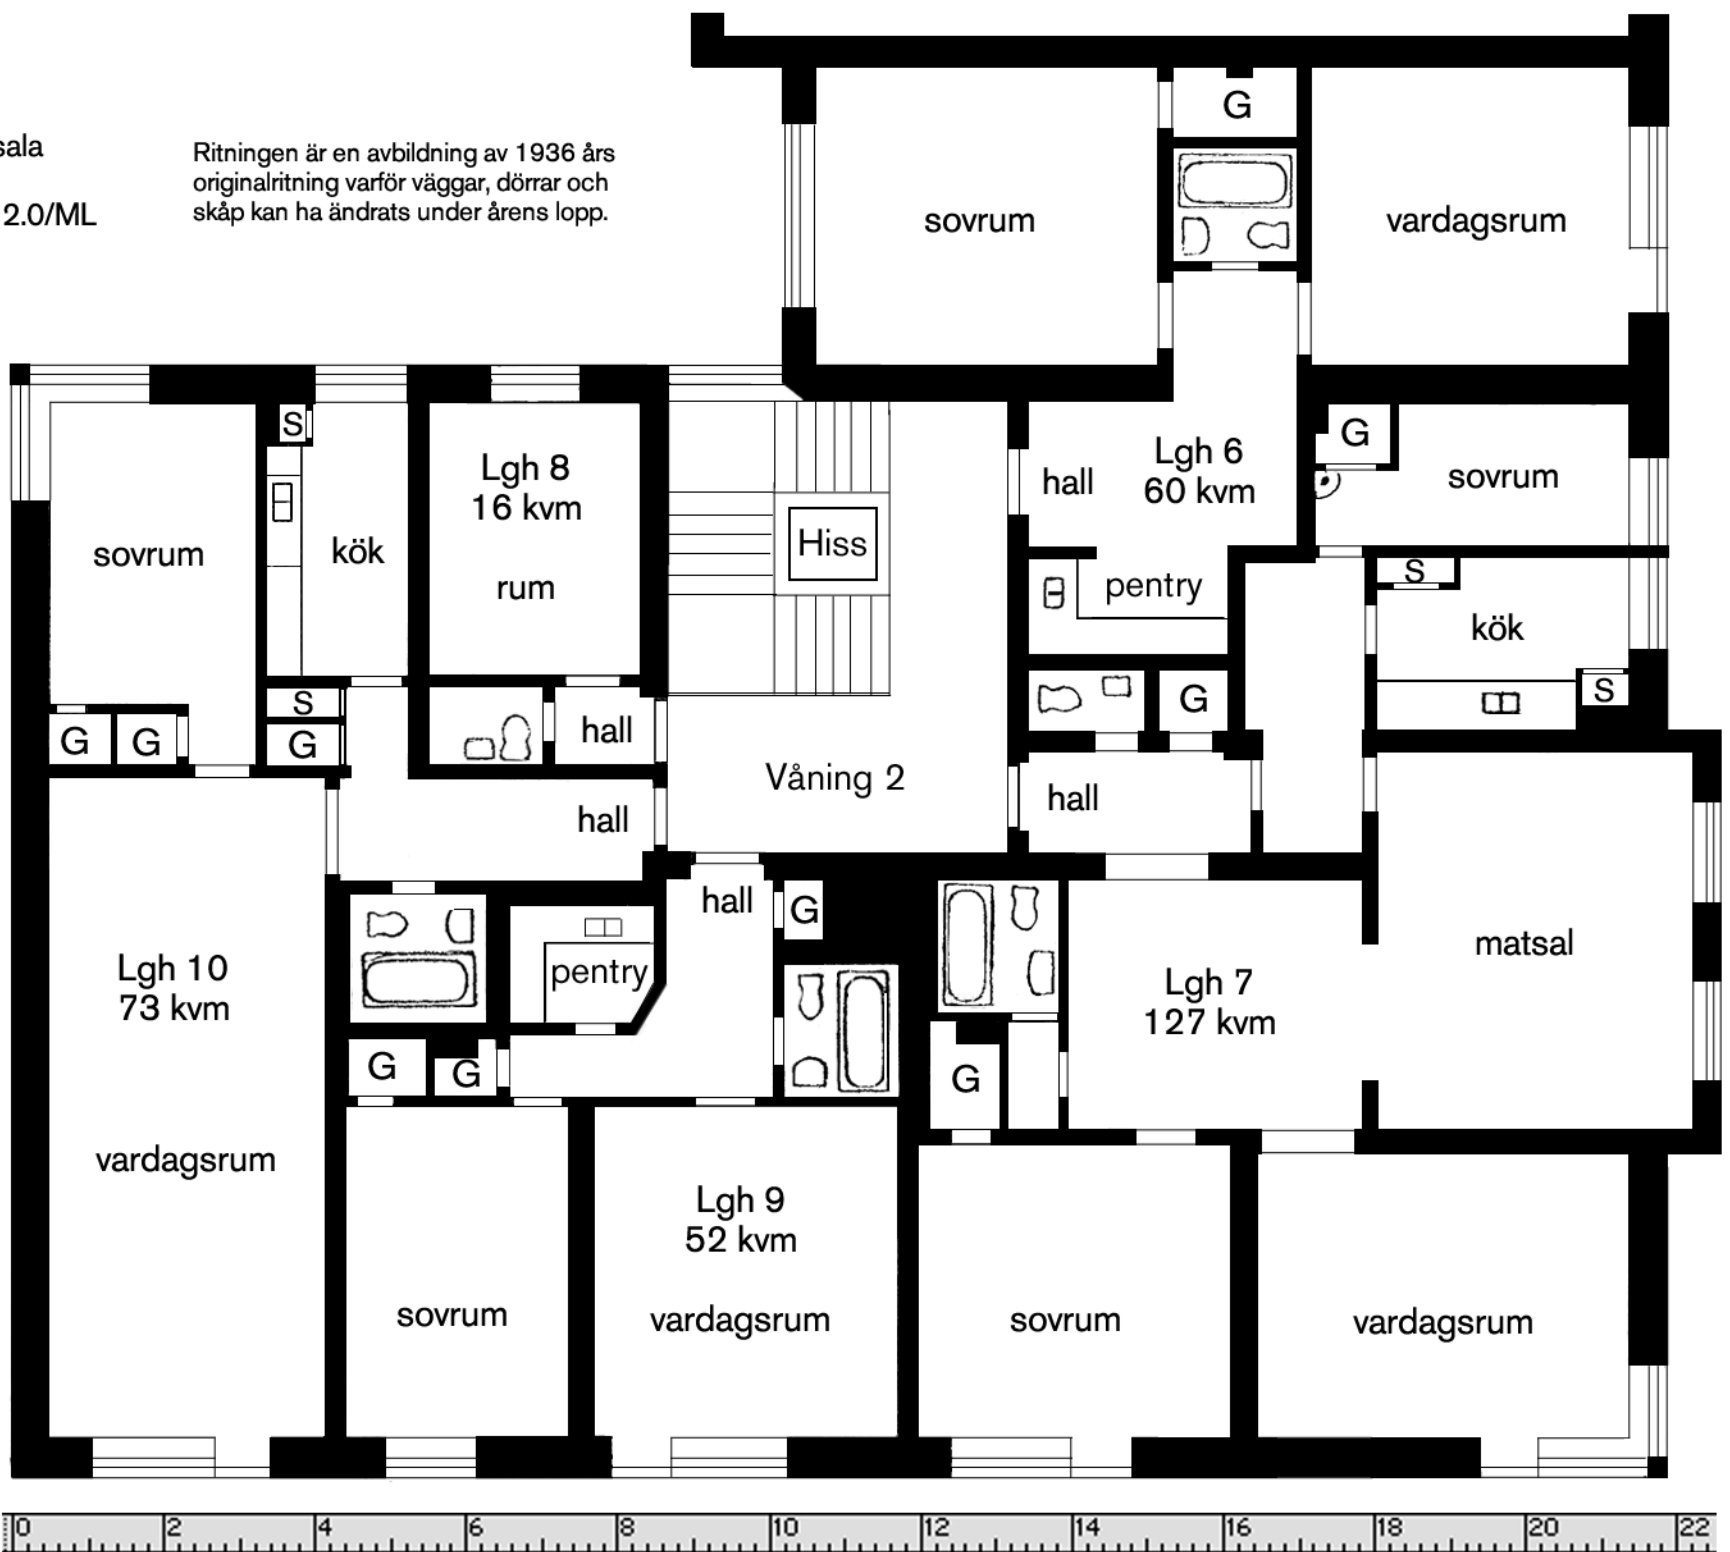 sala
2.0/ML
Ritningen är en avbildning av 1936 års
originalritning varför väggar, dörrar och
skåp kan ha ändrats under årens lopp.
G
sovrum
vardagsrum
S
Lgh 8
16 kvm
rum
kök
sovrum
Hiss
hall
Lgh 6
60 kvm
pentry
G
sovrum
S
kök
S
G
G
S
G
hall
hall
Våning 2
G
hall
hall
G
Lgh 10
73 kvm
vardagsrum
pentry
G
G
Lgh 7
127 kvm
matsal
G
sovrum
Lgh 9
52 kvm
vardagsrum
sovrum
vardagsrum
0 2 4 6 8 10 12 14 16 18 20 22